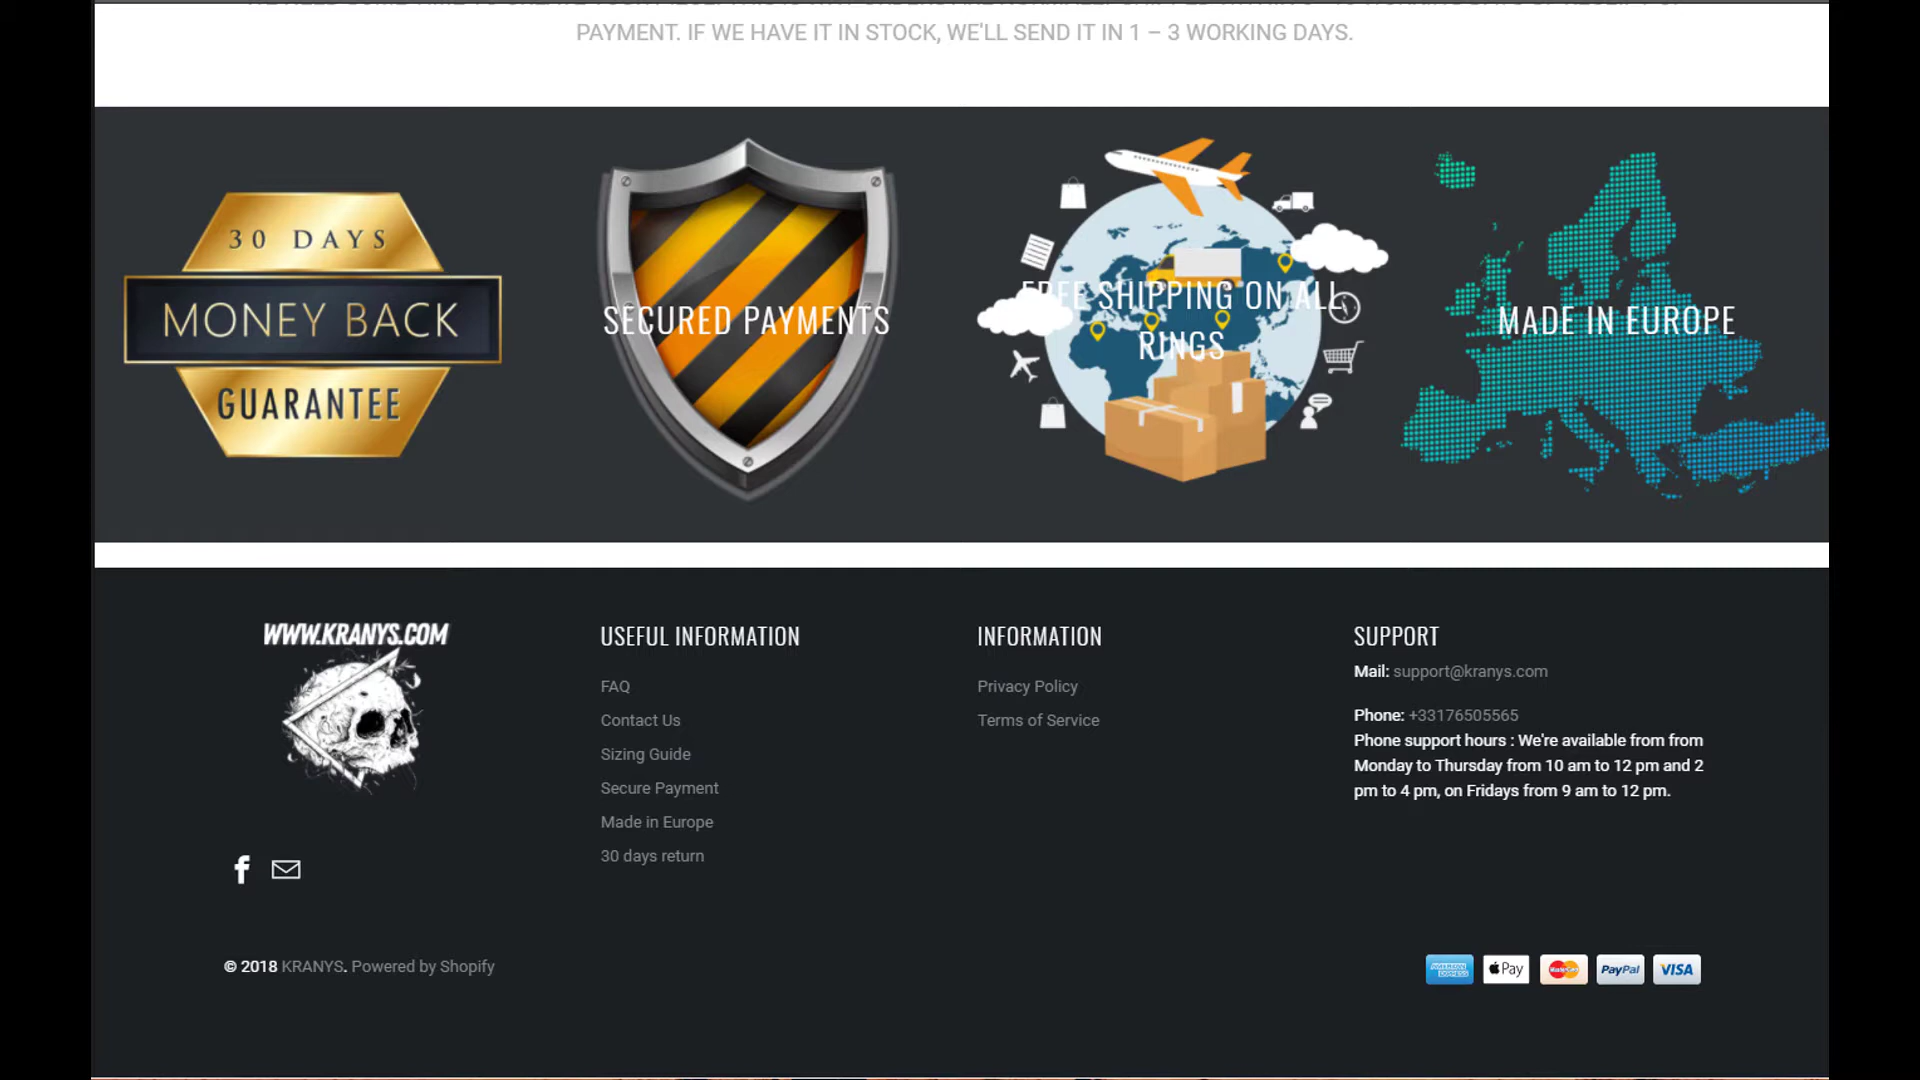 PAYMENT. IF WE HAVE IT IN STOCK, WE'LL SEND IT IN 1 – 3 WORKING DAYS.
30 DAYS
MONEY BACK
GUARANTEE
SECURED PAYMENTS
FREE SHIPPING ON ALL
RINGS
MADE IN EUROPE
WWW.KRANYS.COM
USEFUL INFORMATION
FAQ
Contact Us
Sizing Guide
Secure Payment
Made in Europe
30 days return
INFORMATION
Privacy Policy
Terms of Service
SUPPORT
Mail: support@kranys.com
Phone: +33176505565
Phone support hours : We're available from from
Monday to Thursday from 10 am to 12 pm and 2
pm to 4 pm, on Fridays from 9 am to 12 pm.
© 2018 KRANYS. Powered by Shopify
AMERICAN EXPRESS
Pay
MasterCard
PayPal
VISA